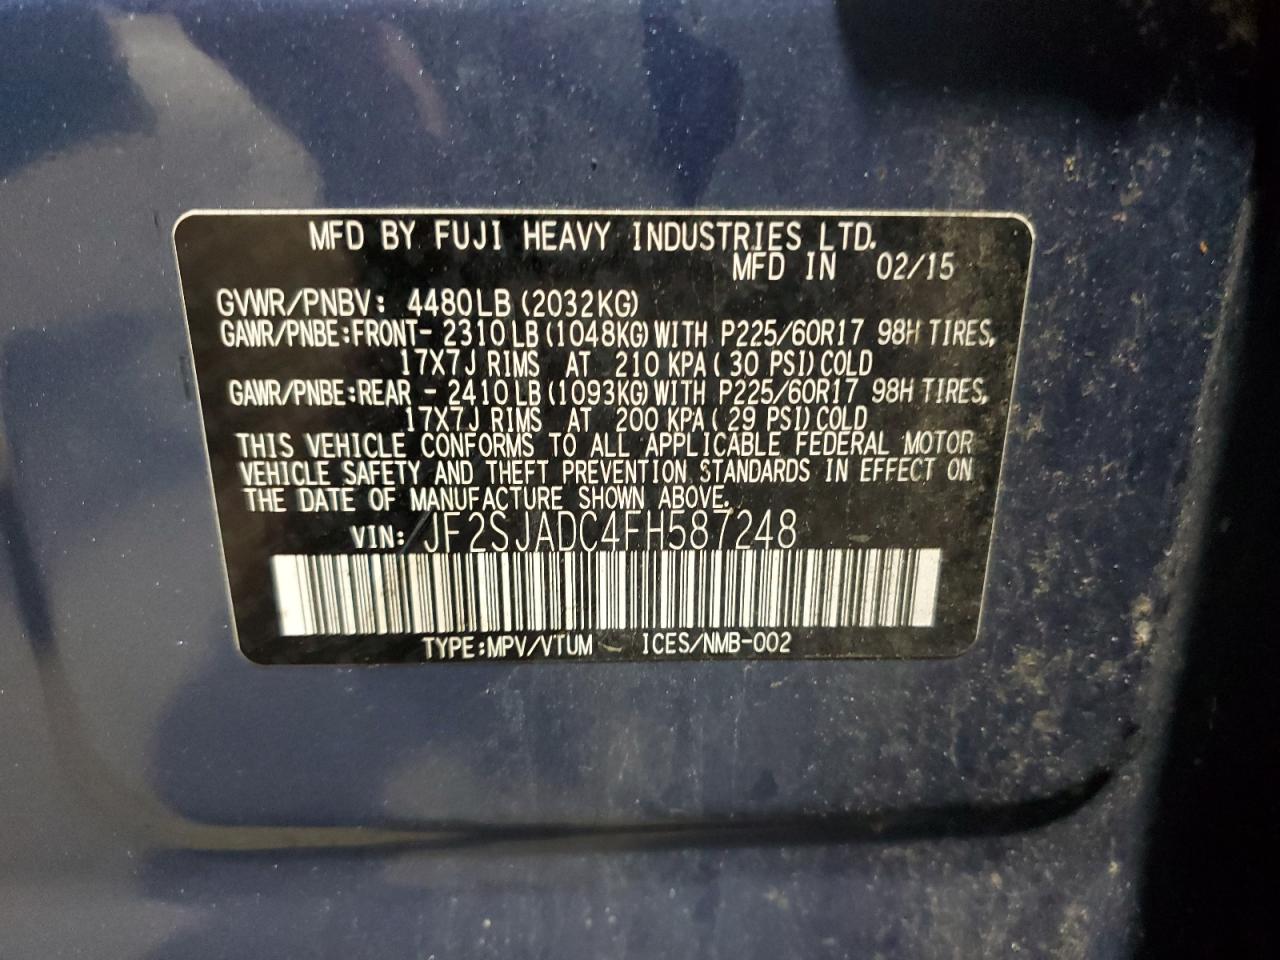 MFD BY FUJI HEAVY INDUSTRIES LTD.
MFD IN 02/15
GVWR/PNBV: 4480LB (2032KG)
GAWR/PNBE:FRONT- 2310 LB (1048KG) WITH P225/60R17 98H TIRES,
17X7J RIMS AT 210 KPA ( 30 PSI) COLD
GAWR/PNBE:REAR - 2410 LB (1093KG) WITH P225/60R17 98H TIRES,
17X7J RIMS AT 200 KPA ( 29 PSI) COLD
THIS VEHICLE CONFORMS TO ALL APPLICABLE FEDERAL MOTOR
VEHICLE SAFETY AND THEFT PREVENTION STANDARDS IN EFFECT ON
THE DATE OF MANUFACTURE SHOWN ABOVE.
VIN: JF2SJADC4FH587248
TYPE:MPV/VTUM ICES/NMB-002